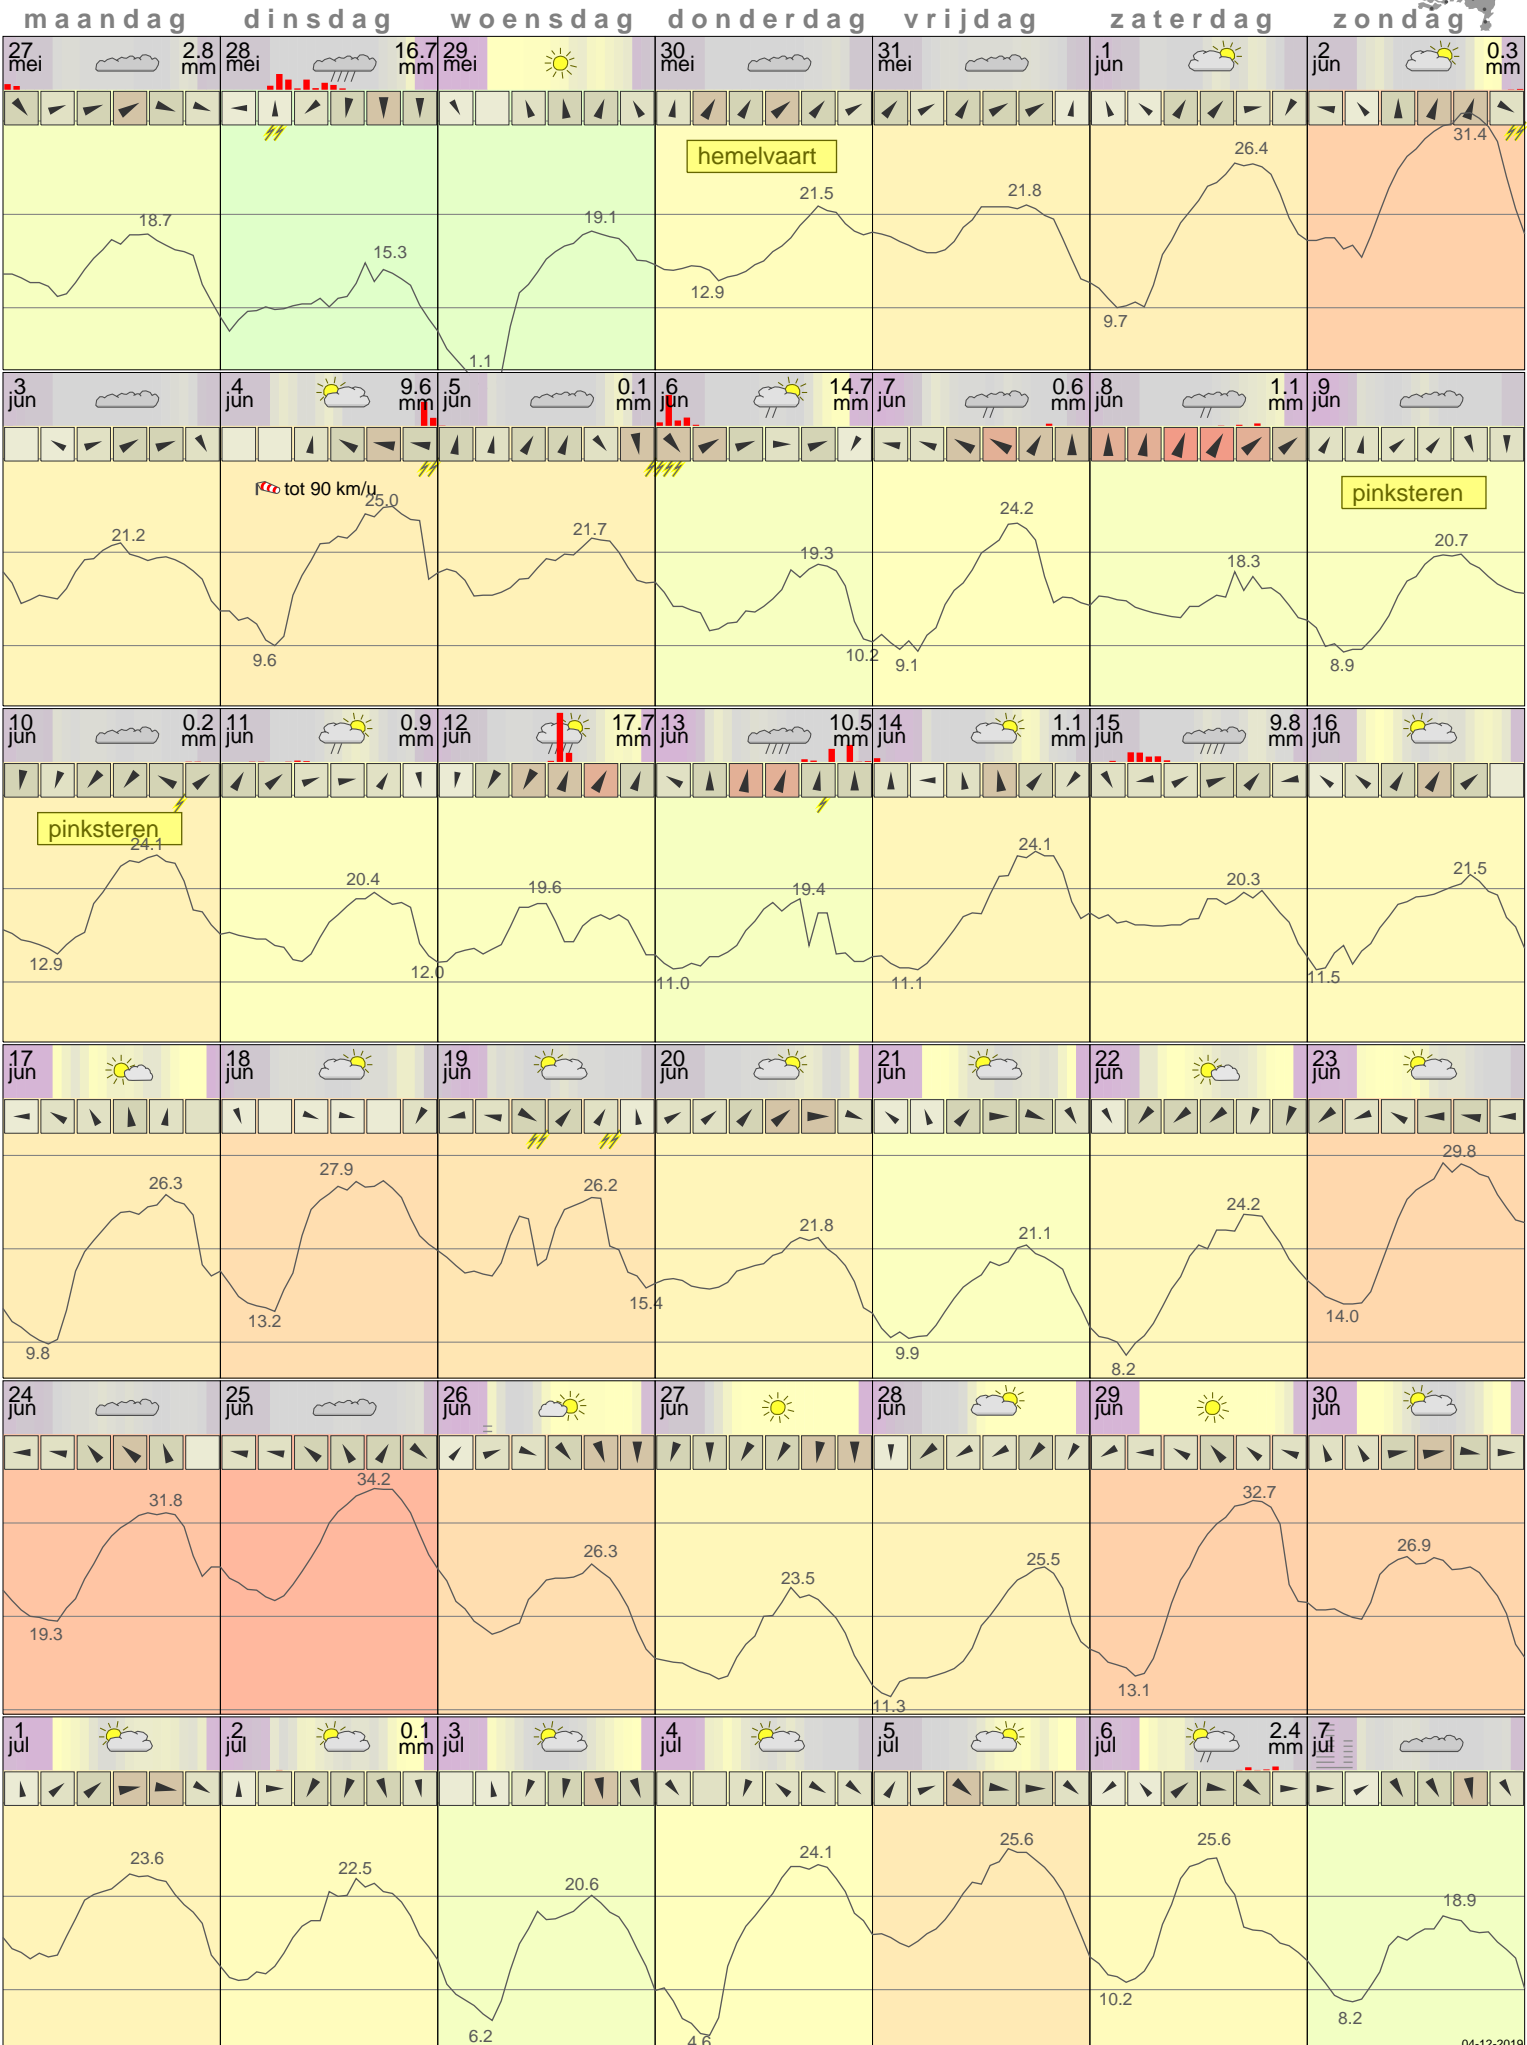 maandag dinsdag woensdag donderdag vrijdag zaterdag zondag
27 mei 2.8 mm 28 mei 16.7 mm 29 mei 30 mei 31 mei 1 jun 2 jun 0.3 mm
31.4
26.4
hemelvaart
21.5 21.8
18.7 19.1
15.3
12.9
9.7
1.1
3 jun 4 jun 9.6 mm 5 jun 0.1 mm 6 jun 14.7 mm 7 jun 0.6 mm 8 jun 1.1 mm 9 jun
tot 90 km/u pinksteren
25.0
24.2
21.2 21.7 20.7
19.3 18.3
9.6 10.2 9.1 8.9
10 jun 0.2 mm 11 jun 0.9 mm 12 jun 17.7 mm 13 jun 10.5 mm 14 jun 1.1 mm 15 jun 9.8 mm 16 jun
pinksteren
24.1 24.1
20.4 19.6 19.4 20.3 21.5
12.9 12.0 11.0 11.1 11.5
17 jun 18 jun 19 jun 20 jun 21 jun 22 jun 23 jun
29.8
26.3 27.9 26.2 24.2
21.8 21.1
9.8 13.2 15.4 9.9 8.2 14.0
24 jun 25 jun 26 jun 27 jun 28 jun 29 jun 30 jun
34.2
31.8 32.7
26.3 23.5 25.5 26.9
19.3 11.3 13.1
1 jul 2 jul 0.1 mm 3 jul 4 jul 5 jul 6 jul 2.4 mm 7 jul
23.6 22.5 20.6 24.1 25.6 25.6 18.9
6.2 4.6 10.2 8.2
04-12-2019